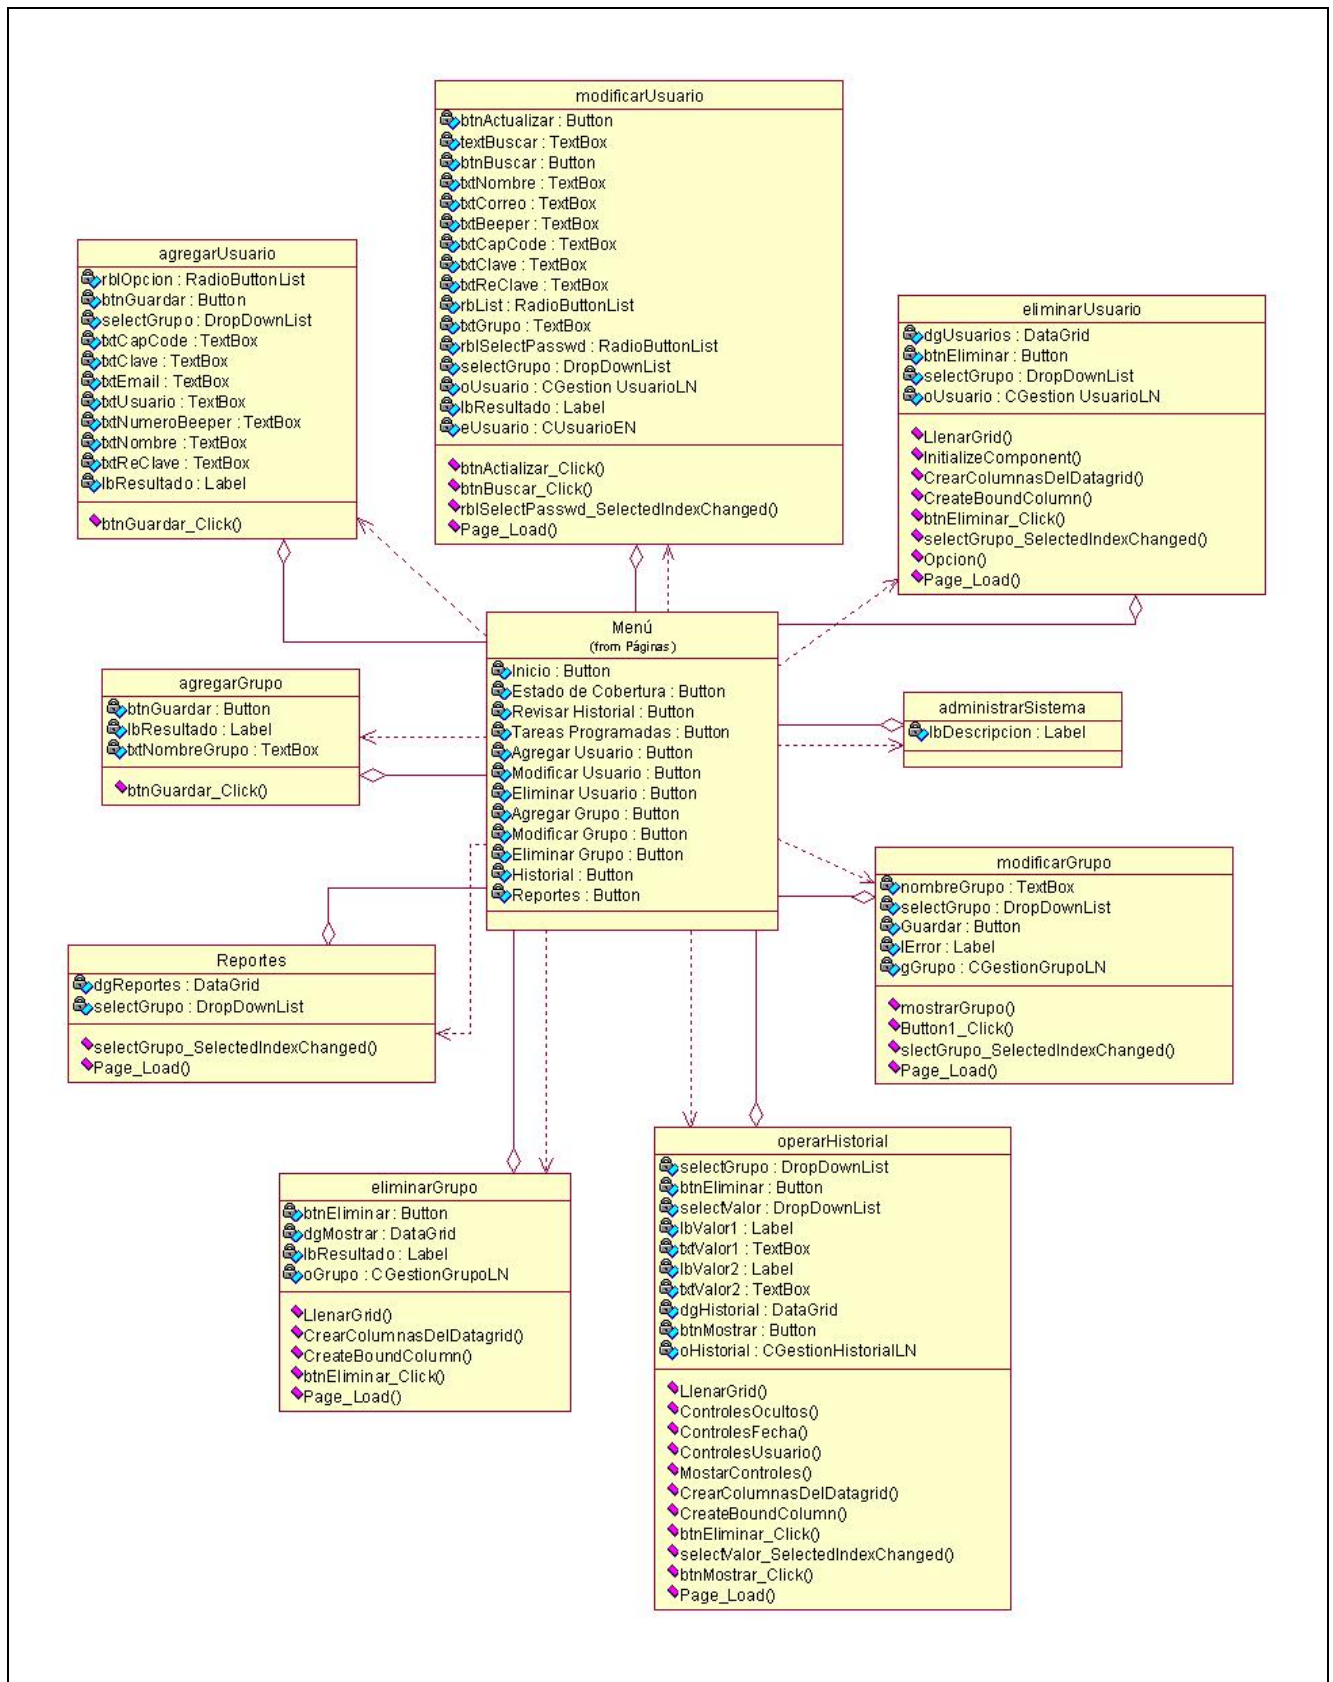 modificarUsuario
btnActualizar : Button
textBuscar : TextBox
btnBuscar : Button
txtNombre : TextBox
txtCorreo : TextBox
txtBeeper : TextBox
txtCapCode : TextBox
txtClave : TextBox
txtReClave : TextBox
rbList : RadioButtonList
txtGrupo : TextBox
rblSelectPasswd : RadioButtonList
selectGrupo : DropDownList
oUsuario : CGestion UsuarioLN
lbResultado : Label
eUsuario : CUsuarioEN
btnActializar_Click()
btnBuscar_Click()
rblSelectPasswd_SelectedIndexChanged()
Page_Load()
agregarUsuario
rblOpcion : RadioButtonList
btnGuardar : Button
selectGrupo : DropDownList
txtCapCode : TextBox
txtClave : TextBox
txtEmail : TextBox
txtUsuario : TextBox
txtNumeroBeeper : TextBox
txtNombre : TextBox
txtReClave : TextBox
lbResultado : Label
btnGuardar_Click()
eliminarUsuario
dgUsuarios : DataGrid
btnEliminar : Button
selectGrupo : DropDownList
oUsuario : CGestion UsuarioLN
LlenarGrid()
InitializeComponent()
CrearColumnasDelDatagrid()
CreateBoundColumn()
btnEliminar_Click()
selectGrupo_SelectedIndexChanged()
Opcion()
Page_Load()
Menú
(from Páginas)
Inicio : Button
Estado de Cobertura : Button
Revisar Historial : Button
Tareas Programadas : Button
Agregar Usuario : Button
Modificar Usuario : Button
Eliminar Usuario : Button
Agregar Grupo : Button
Modificar Grupo : Button
Eliminar Grupo : Button
Historial : Button
Reportes : Button
agregarGrupo
btnGuardar : Button
lbResultado : Label
txtNombreGrupo : TextBox
btnGuardar_Click()
administrarSistema
lbDescripcion : Label
modificarGrupo
nombreGrupo : TextBox
selectGrupo : DropDownList
Guardar : Button
lError : Label
gGrupo : CGestionGrupoLN
mostrarGrupo()
Button1_Click()
slectGrupo_SelectedIndexChanged()
Page_Load()
Reportes
dgReportes : DataGrid
selectGrupo : DropDownList
selectGrupo_SelectedIndexChanged()
Page_Load()
eliminarGrupo
btnEliminar : Button
dgMostrar : DataGrid
lbResultado : Label
oGrupo : CGestionGrupoLN
LlenarGrid()
CrearColumnasDelDatagrid()
CreateBoundColumn()
btnEliminar_Click()
Page_Load()
operarHistorial
selectGrupo : DropDownList
btnEliminar : Button
selectValor : DropDownList
lbValor1 : Label
txtValor1 : TextBox
lbValor2 : Label
txtValor2 : TextBox
dgHistorial : DataGrid
btnMostrar : Button
oHistorial : CGestionHistorialLN
LlenarGrid()
ControlesOcultos()
ControlesFecha()
ControlesUsuario()
MostarControles()
CrearColumnasDelDatagrid()
CreateBoundColumn()
btnEliminar_Click()
selectValor_SelectedIndexChanged()
btnMostrar_Click()
Page_Load()